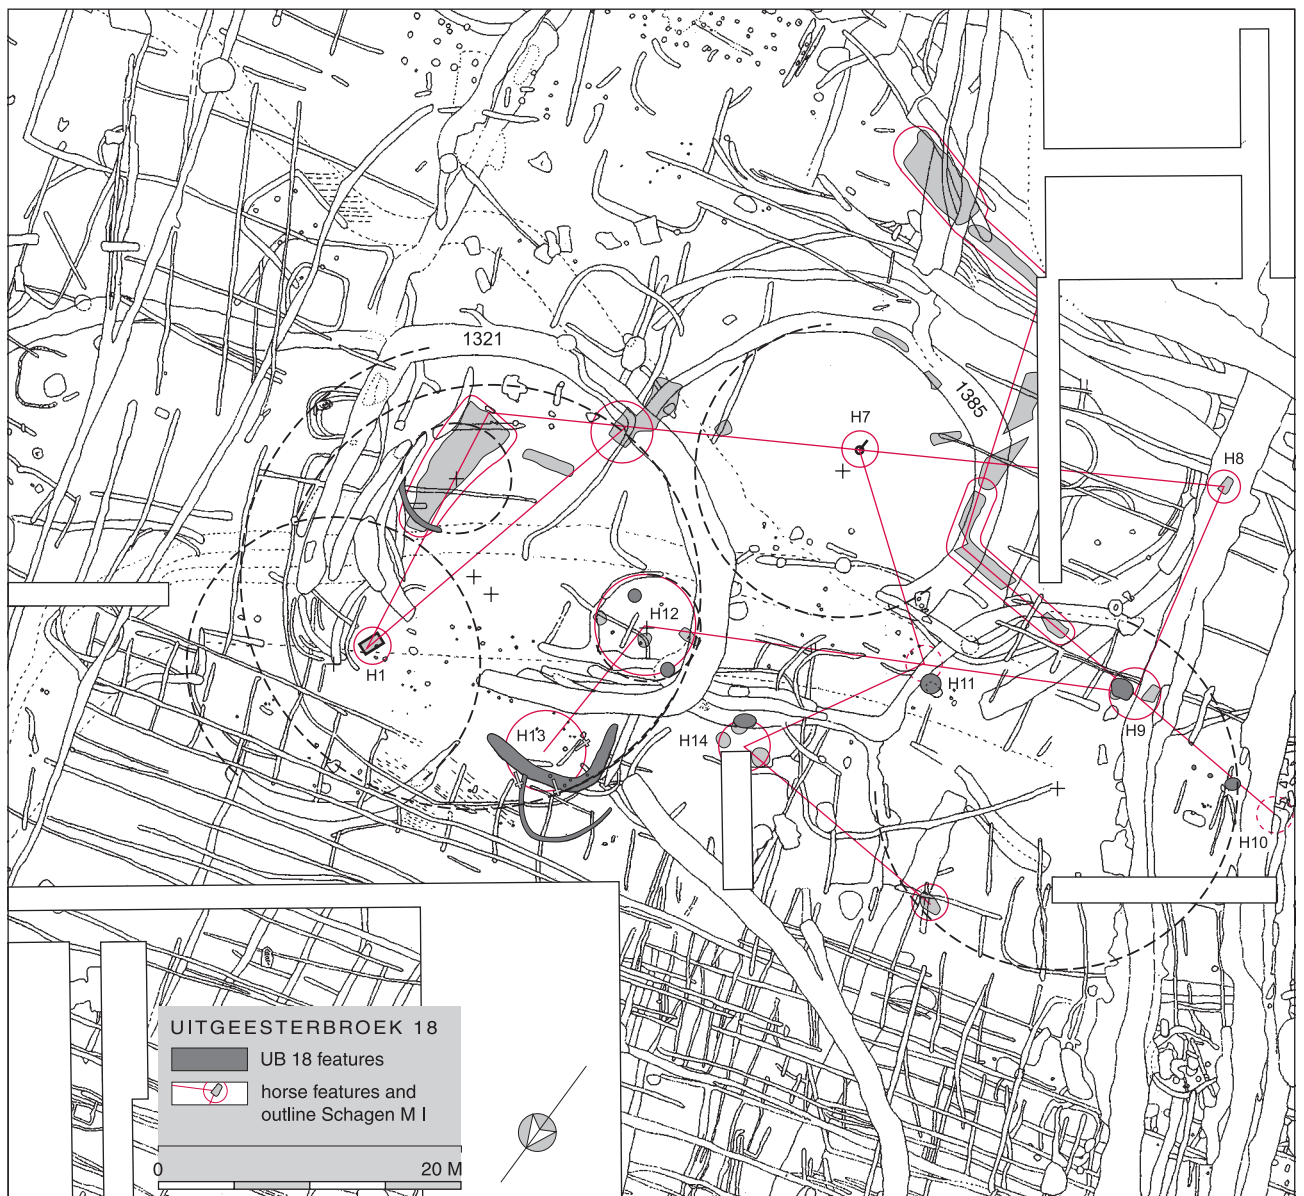 1321
1385
H7
H8
H12
H1
H11
H9
H13
H14
H10
UITGEESTERBROEK 18
UB 18 features
horse features and
outline Schagen M I
0 20 M